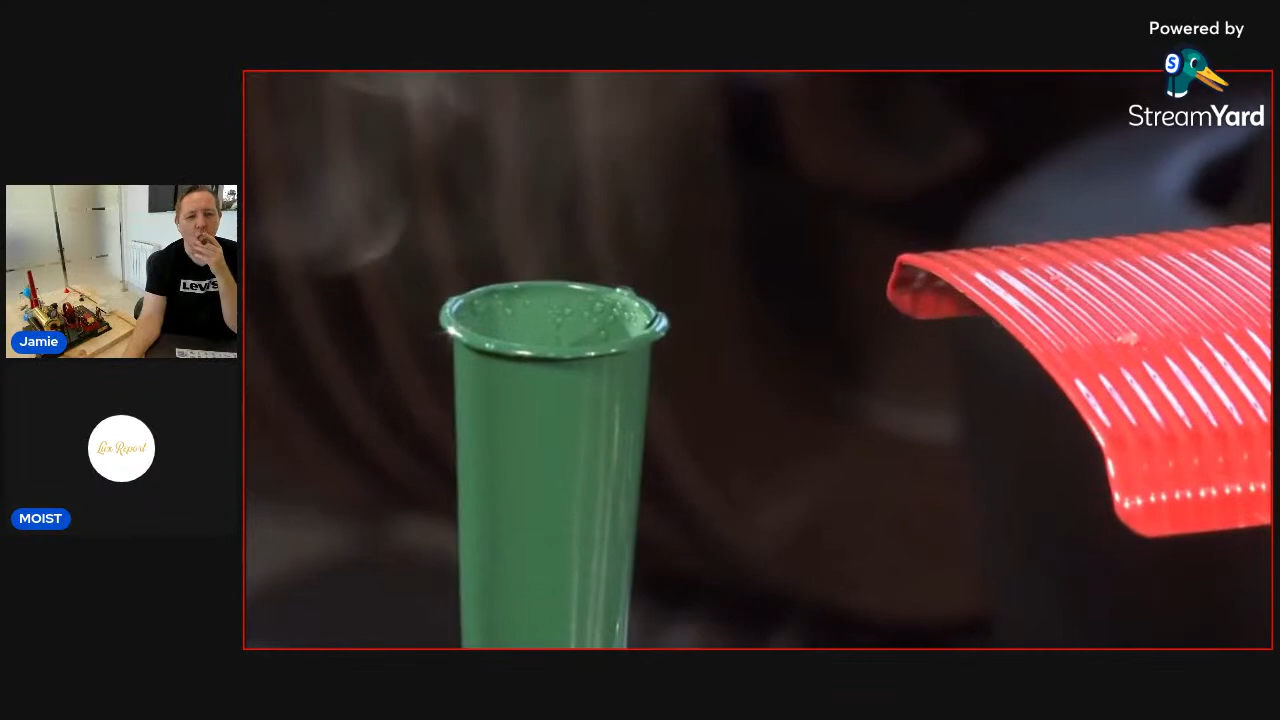 Powered by
S
StreamYard
LEVI'S
Jamie
Lux Report
MOIST